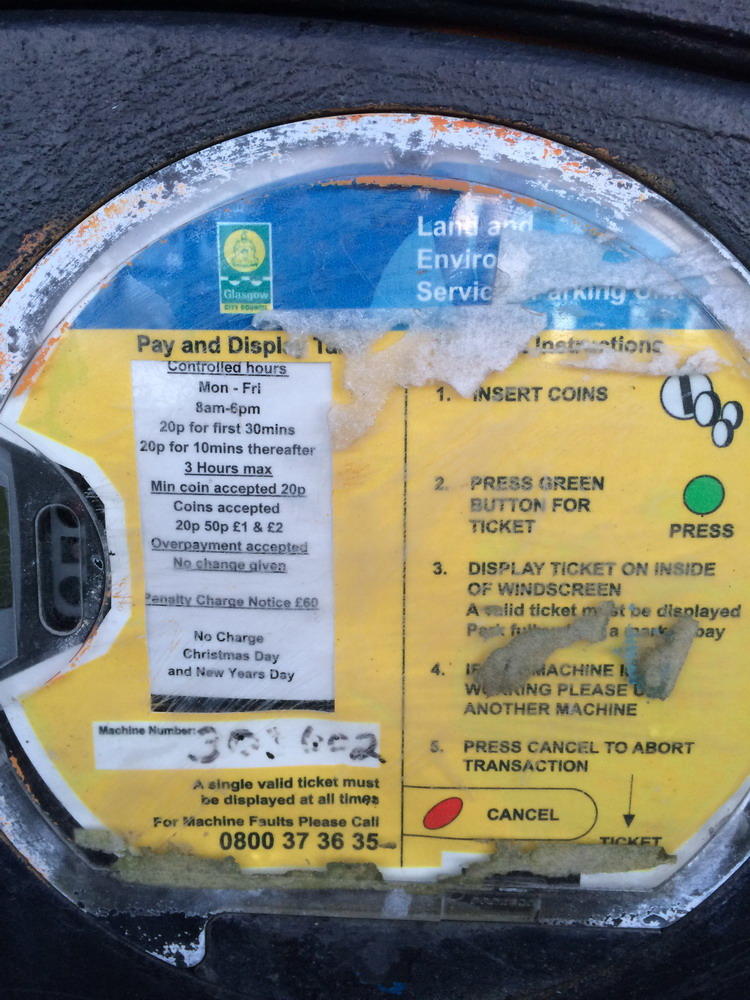 Glasgow
CITY COUNCIL
Land and
Pay and Display
Instructions
Controlled hours
Mon - Fri
8am-6pm
20p for first 30mins
20p for 10mins thereafter
3 Hours max
Min coin accepted 20p
Coins accepted
20p 50p £1 & £2
Overpayment accepted
No change given
Penalty Charge Notice £60
No Charge
Christmas Day
and New Years Day
Machine Number:
A single valid ticket must
be displayed at all times
For Machine Faults Please Call
0800 37 36 35
1. INSERT COINS
2. PRESS GREEN
BUTTON FOR
TICKET
PRESS
3. DISPLAY TICKET ON INSIDE
OF WINDSCREEN
A valid ticket must be displayed
Park a marked bay
4. IF MACHINE
WORKING PLEASE
ANOTHER MACHINE
5. PRESS CANCEL TO ABORT
TRANSACTION
CANCEL
TICKET